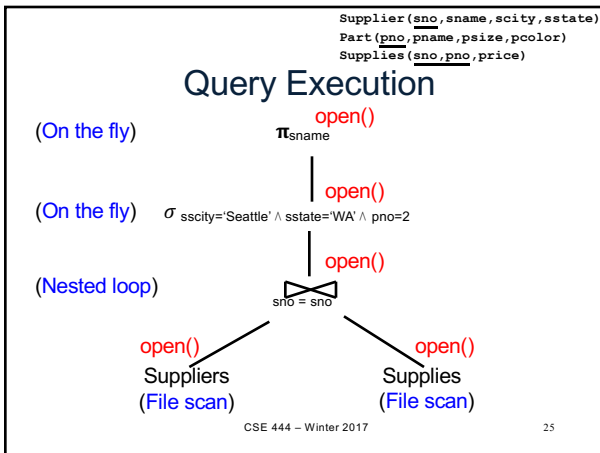 Supplier(sno,sname,scity,sstate)
Part(pno,pname,psize,pcolor)
Supplies(sno,pno,price)
Query Execution
(On the fly) πsname open()
open()
(On the fly) σ sscity=‘Seattle’ ∧ sstate=‘WA’ ∧ pno=2
open()
(Nested loop)
sno = sno
open() open()
Suppliers Supplies
(File scan) (File scan)
CSE 444 – Winter 2017 25